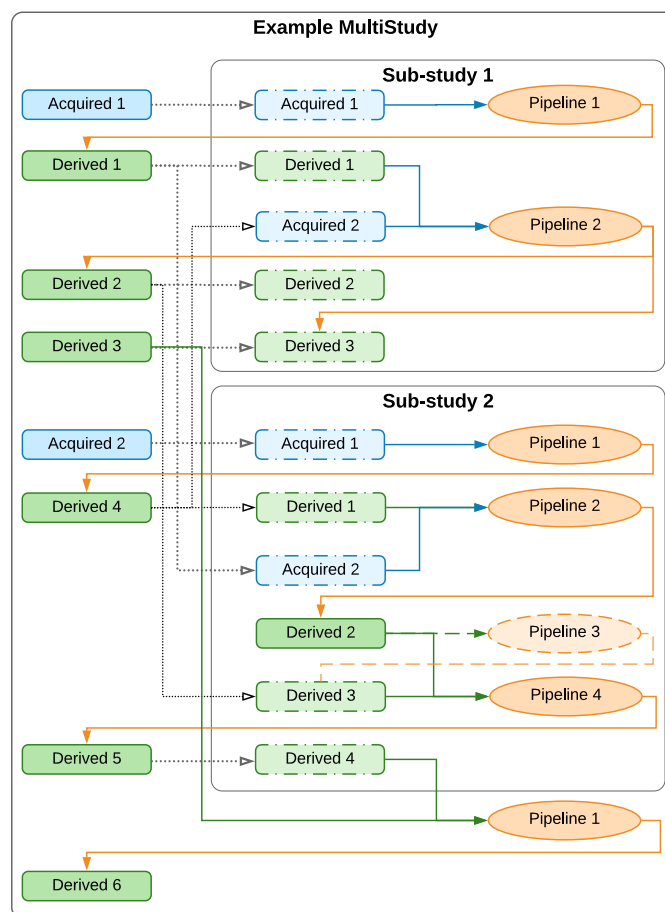 Example MultiStudy
Sub-study 1
Acquired 1
Acquired 1
Pipeline 1
Derived 1
Derived 1
Acquired 2
Pipeline 2
Derived 2
Derived 2
Derived 3
Derived 3
Sub-study 2
Acquired 2
Acquired 1
Pipeline 1
Derived 4
Derived 1
Pipeline 2
Acquired 2
Derived 2
Pipeline 3
Derived 3
Pipeline 4
Derived 5
Derived 4
Pipeline 1
Derived 6